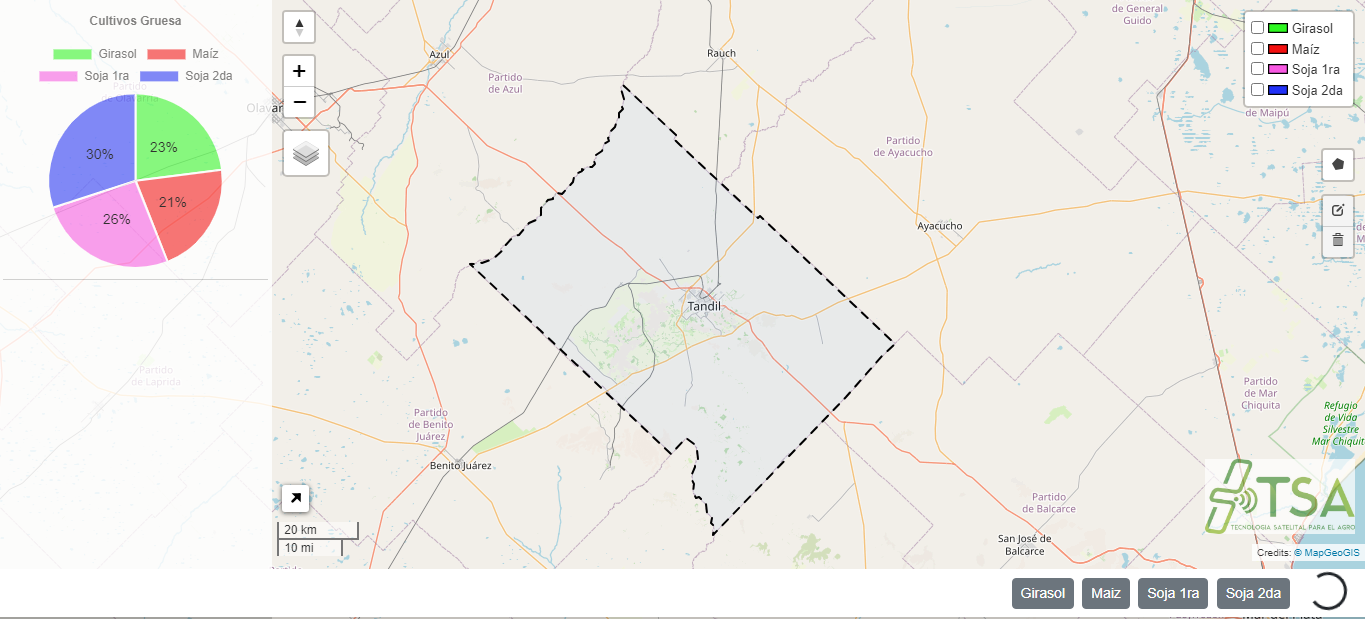 Cultivos Gruesa
Girasol
Maíz
Soja 1ra
Soja 2da
30%
23%
21%
26%
Partido
de Laprida
Azul
Rauch
Partido
de Azul
de General
Guido
Partido
de Ayacucho
de Maipú
Ayacucho
Tandil
Partido
de Benito
Juárez
Benito Juárez
Partido
de Mar
Chiquita
Refugio
de Vida
Silvestre
Mar Chiquit
Partido
de Balcarce
San José de
Balcarce
Girasol
Maíz
Soja 1ra
Soja 2da
+
−
20 km
10 mi
TSA
TECNOLOGIA SATELITAL PARA EL AGRO
Credits: © MapGeoGIS
Girasol
Maiz
Soja 1ra
Soja 2da